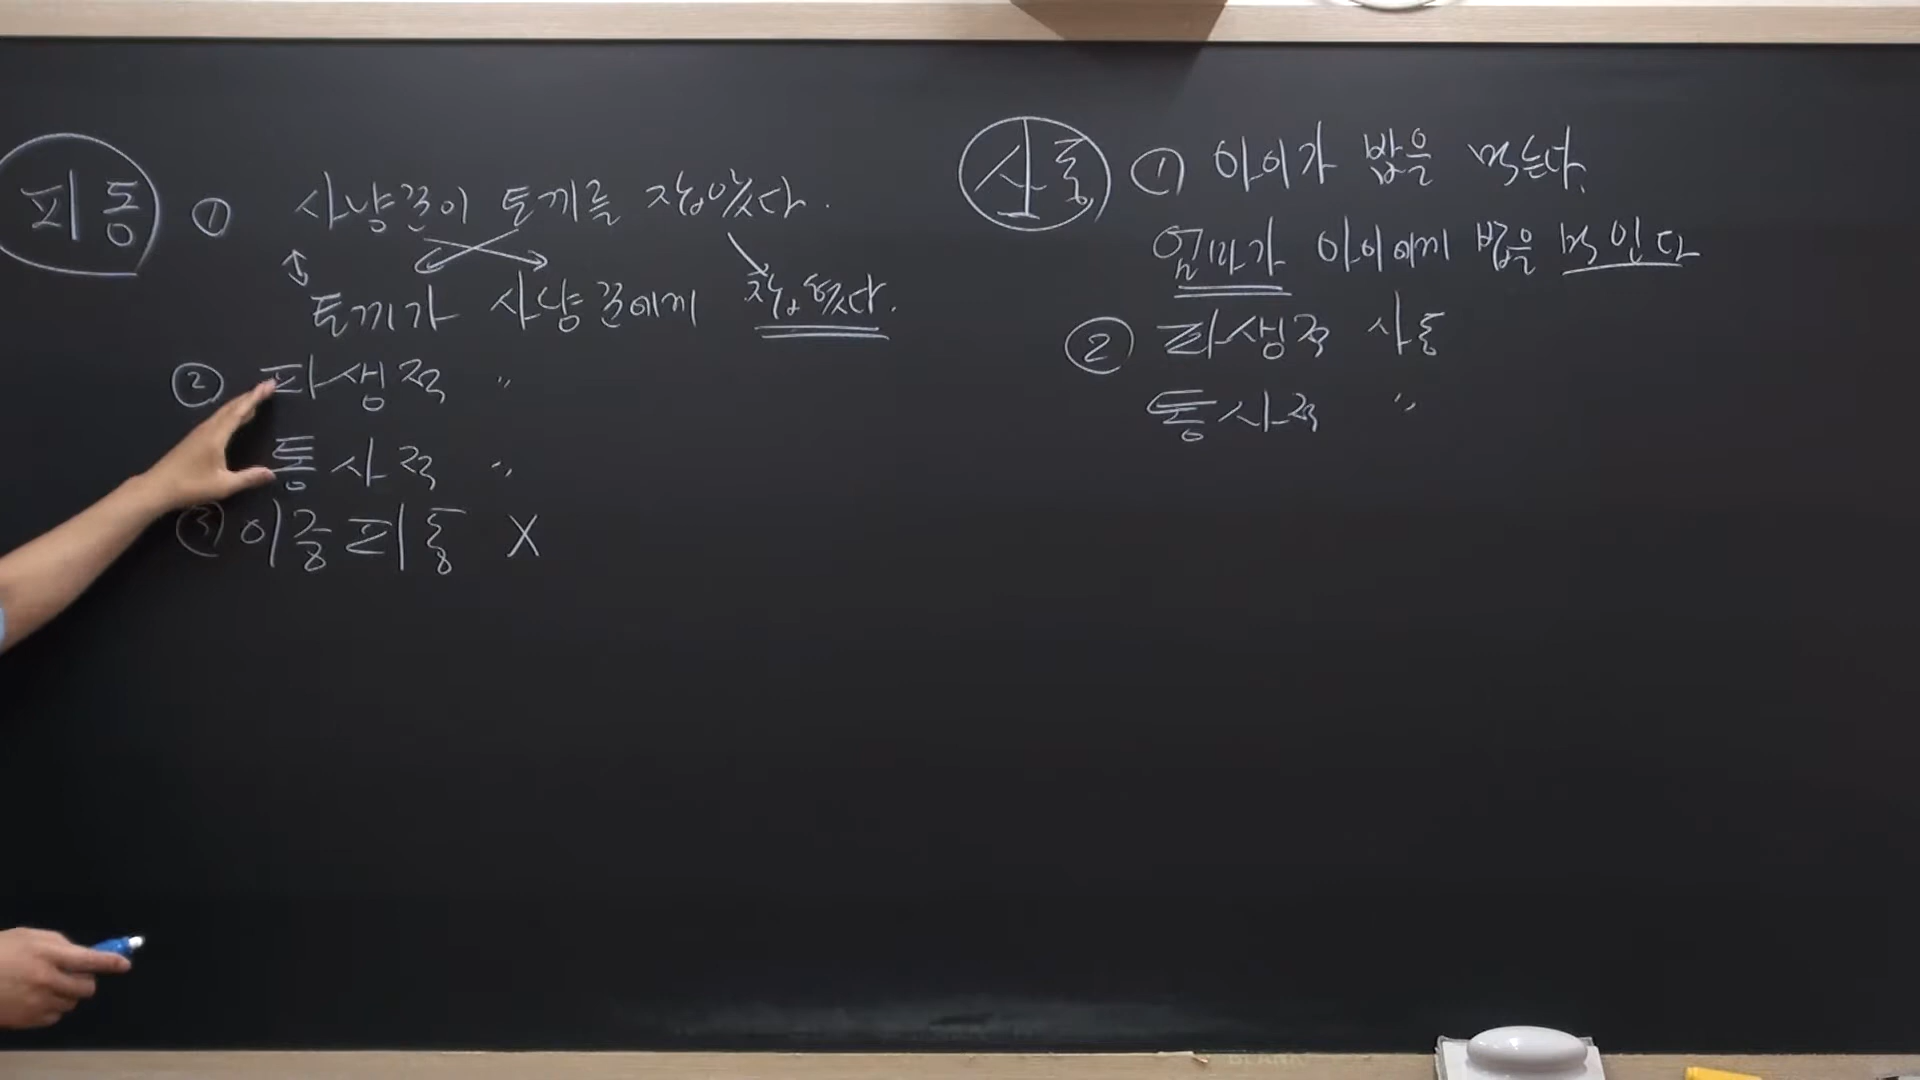 피동 ① 사냥꾼이 토끼를 잡았다.
토끼가 사냥꾼에게 잡혔다.
② 파생적 〃
통사적 〃
③ 이중피동 X
사동 ① 아이가 밥을 먹는다.
엄마가 아이에게 밥을 먹인다
② 파생적 사동
통사적 〃